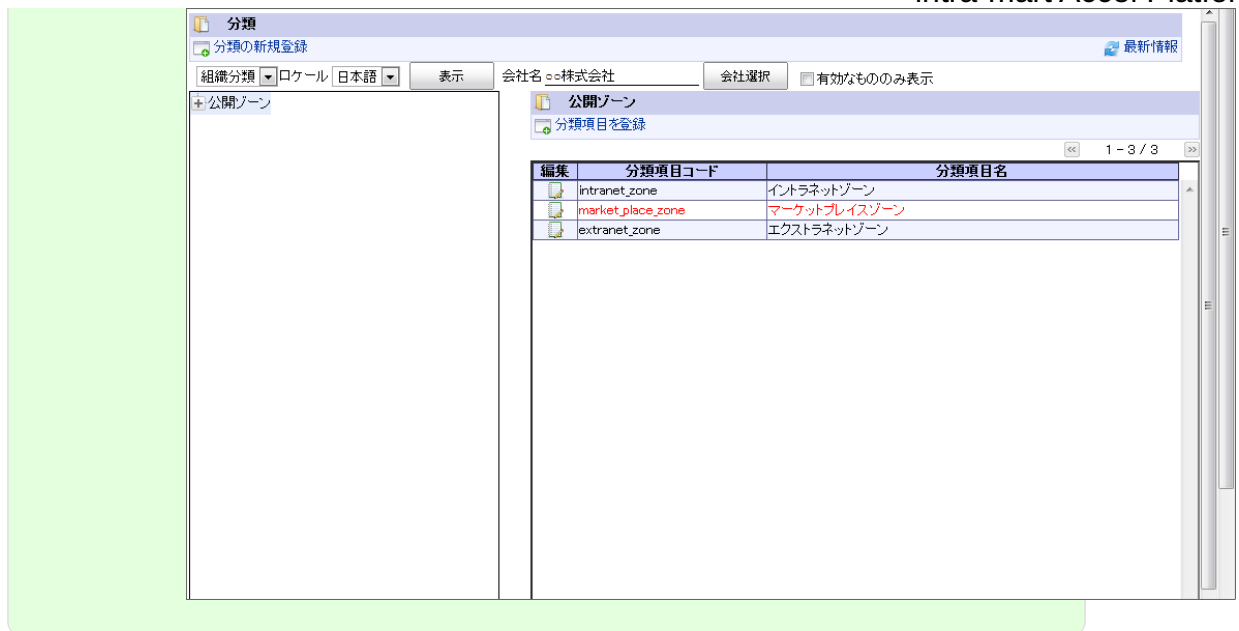 分類
分類の新規登録
最新情報
組織分類 ロケール 日本語 表示 会社名 ○○株式会社 会社選択 有効なもののみ表示
公開ゾーン
公開ゾーン
分類項目を登録
1 - 3 / 3
編集 分類項目コード 分類項目名
intranet_zone イントラネットゾーン
market_place_zone マーケットプレイスゾーン
extranet_zone エクストラネットゾーン